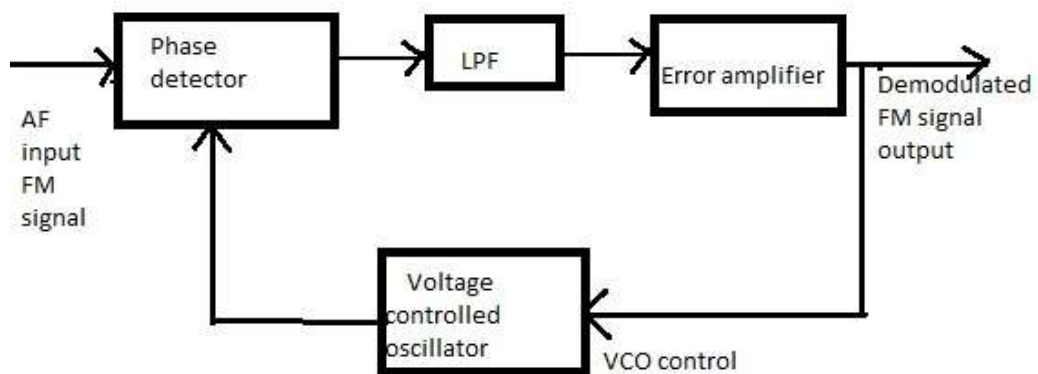 Phase
detector
LPF
Error amplifier
AF
input
FM
signal
Demodulated
FM signal
output
Voltage
controlled
oscillator
VCO control